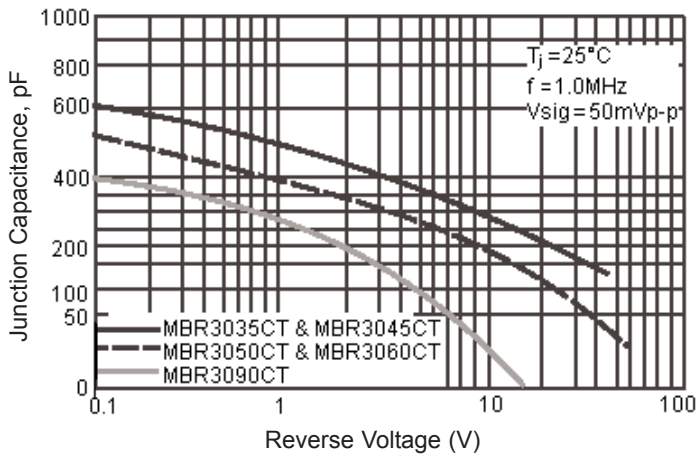 1000
800
600
400
200
100
50
0
Junction Capacitance, pF
Tj =25°C
f =1.0MHz
Vsig=50mVp-p
MBR3035CT & MBR3045CT
MBR3050CT & MBR3060CT
MBR3090CT
0.1
1
10
100
Reverse Voltage (V)